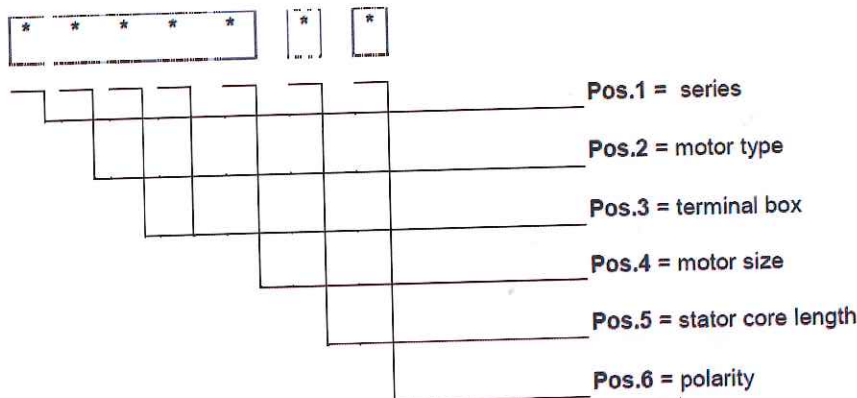 * * * * * * *
Pos.1 = series
Pos.2 = motor type
Pos.3 = terminal box
Pos.4 = motor size
Pos.5 = stator core length
Pos.6 = polarity